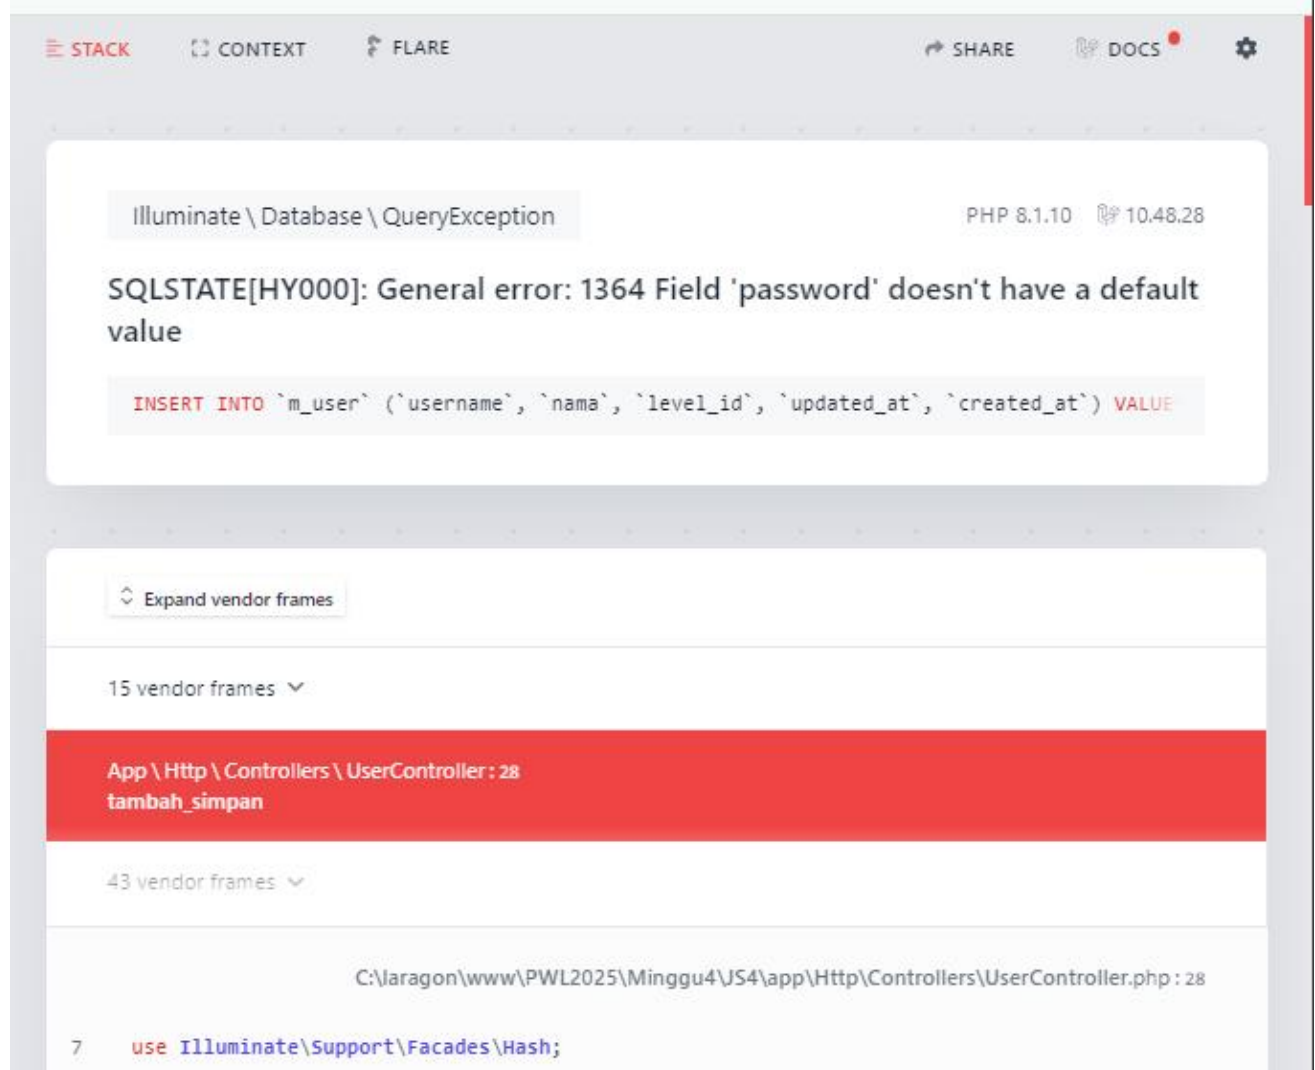 STACK CONTEXT FLARE SHARE DOCS
Illuminate \ Database \ QueryException PHP 8.1.10 10.48.28
SQLSTATE[HY000]: General error: 1364 Field 'password' doesn't have a default
value
INSERT INTO `m_user` (`username`, `nama`, `level_id`, `updated_at`, `created_at`) VALUE
Expand vendor frames
15 vendor frames
App \ Http \ Controllers \ UserController : 28
tambah_simpan
43 vendor frames
C:\laragon\www\PWL2025\Minggu4\JS4\app\Http\Controllers\UserController.php : 28
7 use Illuminate\Support\Facades\Hash;